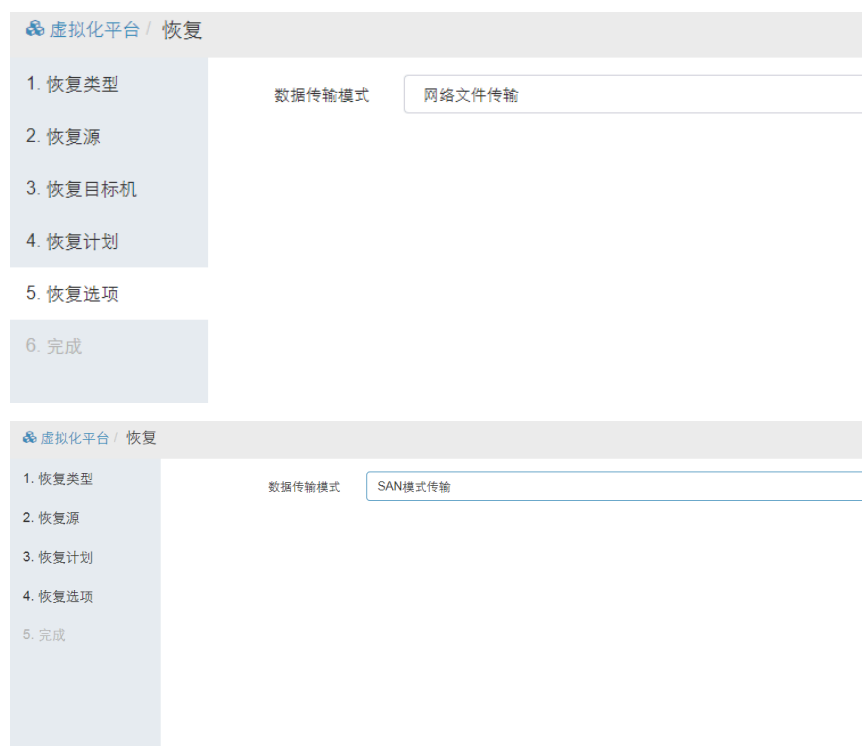 虚拟化平台 / 恢复
1. 恢复类型
数据传输模式 网络文件传输
2. 恢复源
3. 恢复目标机
4. 恢复计划
5. 恢复选项
6. 完成
虚拟化平台 / 恢复
1. 恢复类型
数据传输模式 SAN模式传输
2. 恢复源
3. 恢复计划
4. 恢复选项
5. 完成